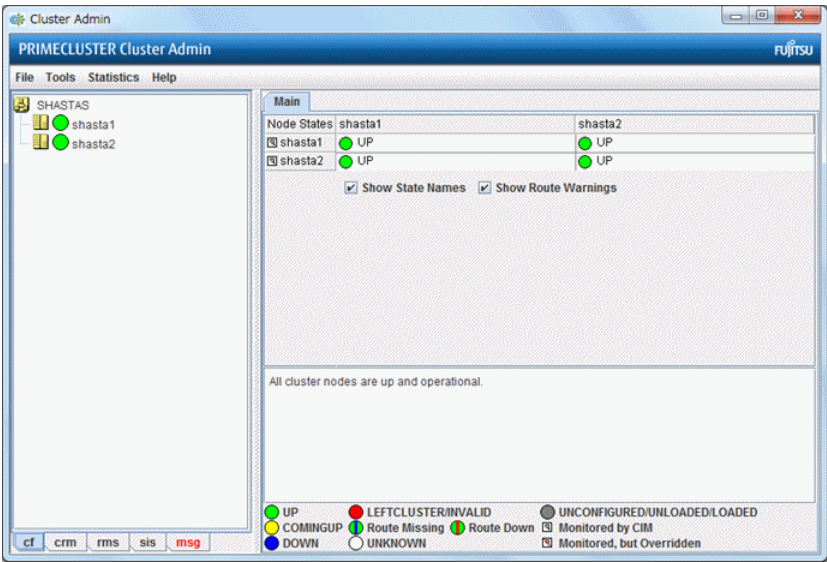 Cluster Admin
PRIMECLUSTER Cluster Admin
FUJITSU
File Tools Statistics Help
SHASTAS
shasta1
shasta2
Main
Node States shasta1 shasta2
shasta1 UP UP
shasta2 UP UP
Show State Names Show Route Warnings
All cluster nodes are up and operational.
UP LEFTCLUSTER/INVALID UNCONFIGURED/UNLOADED/LOADED
COMINGUP Route Missing Route Down Monitored by CIM
DOWN UNKNOWN Monitored, but Overridden
cf crm rms sis msg